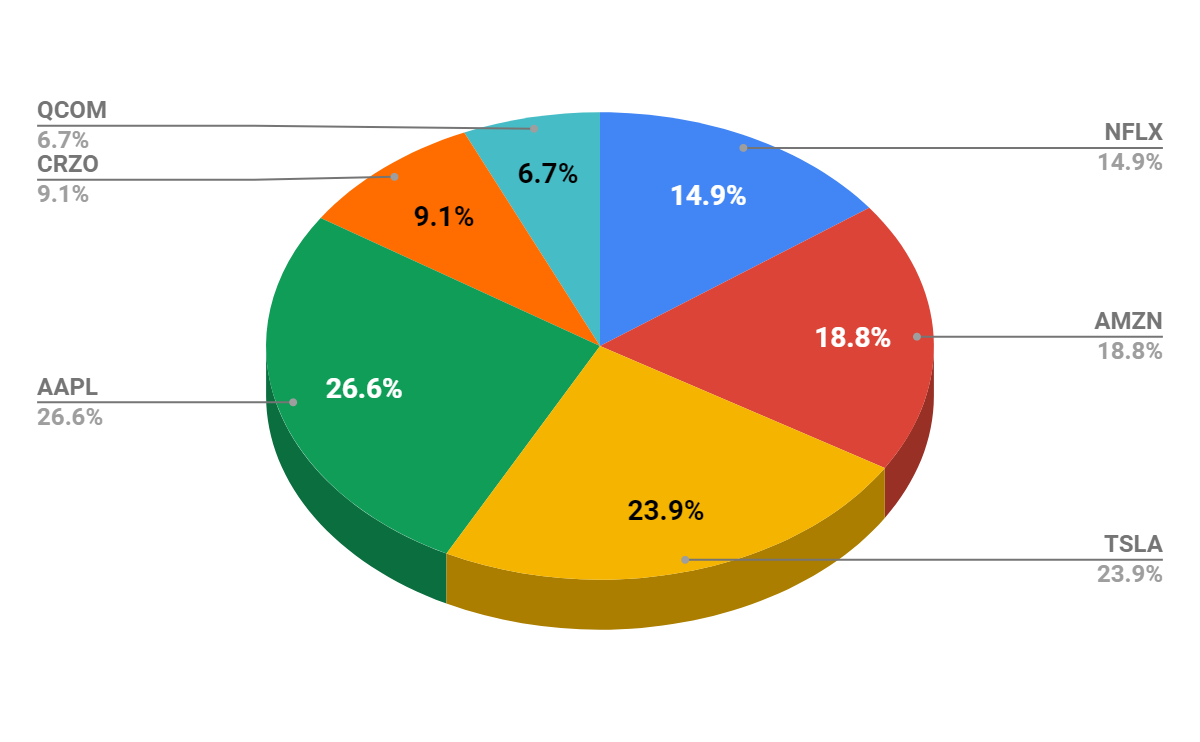 QCOM
6.7%
CRZO
9.1%
AAPL
26.6%
6.7%
9.1%
14.9%
18.8%
26.6%
23.9%
NFLX
14.9%
AMZN
18.8%
TSLA
23.9%